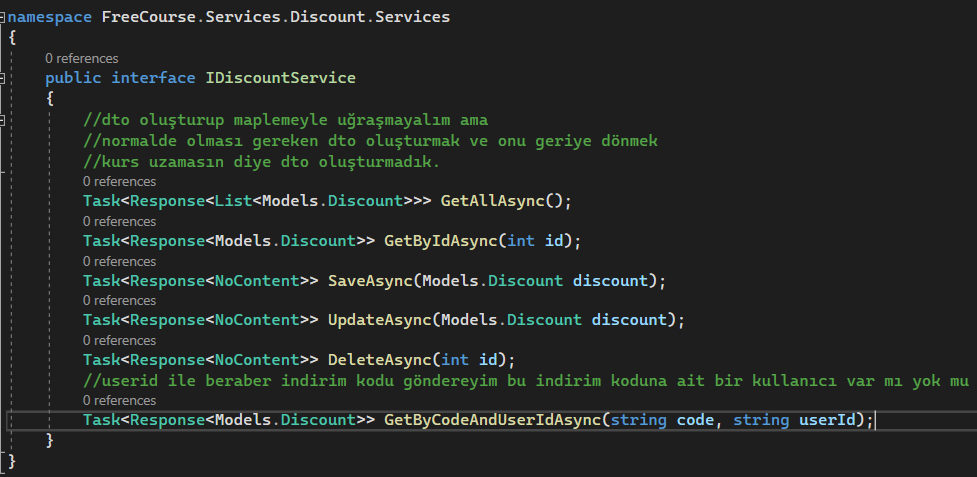 namespace FreeCourse.Services.Discount.Services
{
0 references
public interface IDiscountService
{
//dto oluşturup maplemeyle uğraşmayalım ama
//normalde olması gereken dto oluşturmak ve onu geriye dönmek
//kurs uzamasın diye dto oluşturmadık.
0 references
Task<Response<List<Models.Discount>>> GetAllAsync();
0 references
Task<Response<Models.Discount>> GetByIdAsync(int id);
0 references
Task<Response<NoContent>> SaveAsync(Models.Discount discount);
0 references
Task<Response<NoContent>> UpdateAsync(Models.Discount discount);
0 references
Task<Response<NoContent>> DeleteAsync(int id);
//userid ile beraber indirim kodu göndereyim bu indirim koduna ait bir kullanıcı var mı yok mu
0 references
Task<Response<Models.Discount>> GetByCodeAndUserIdAsync(string code, string userId);
}
}